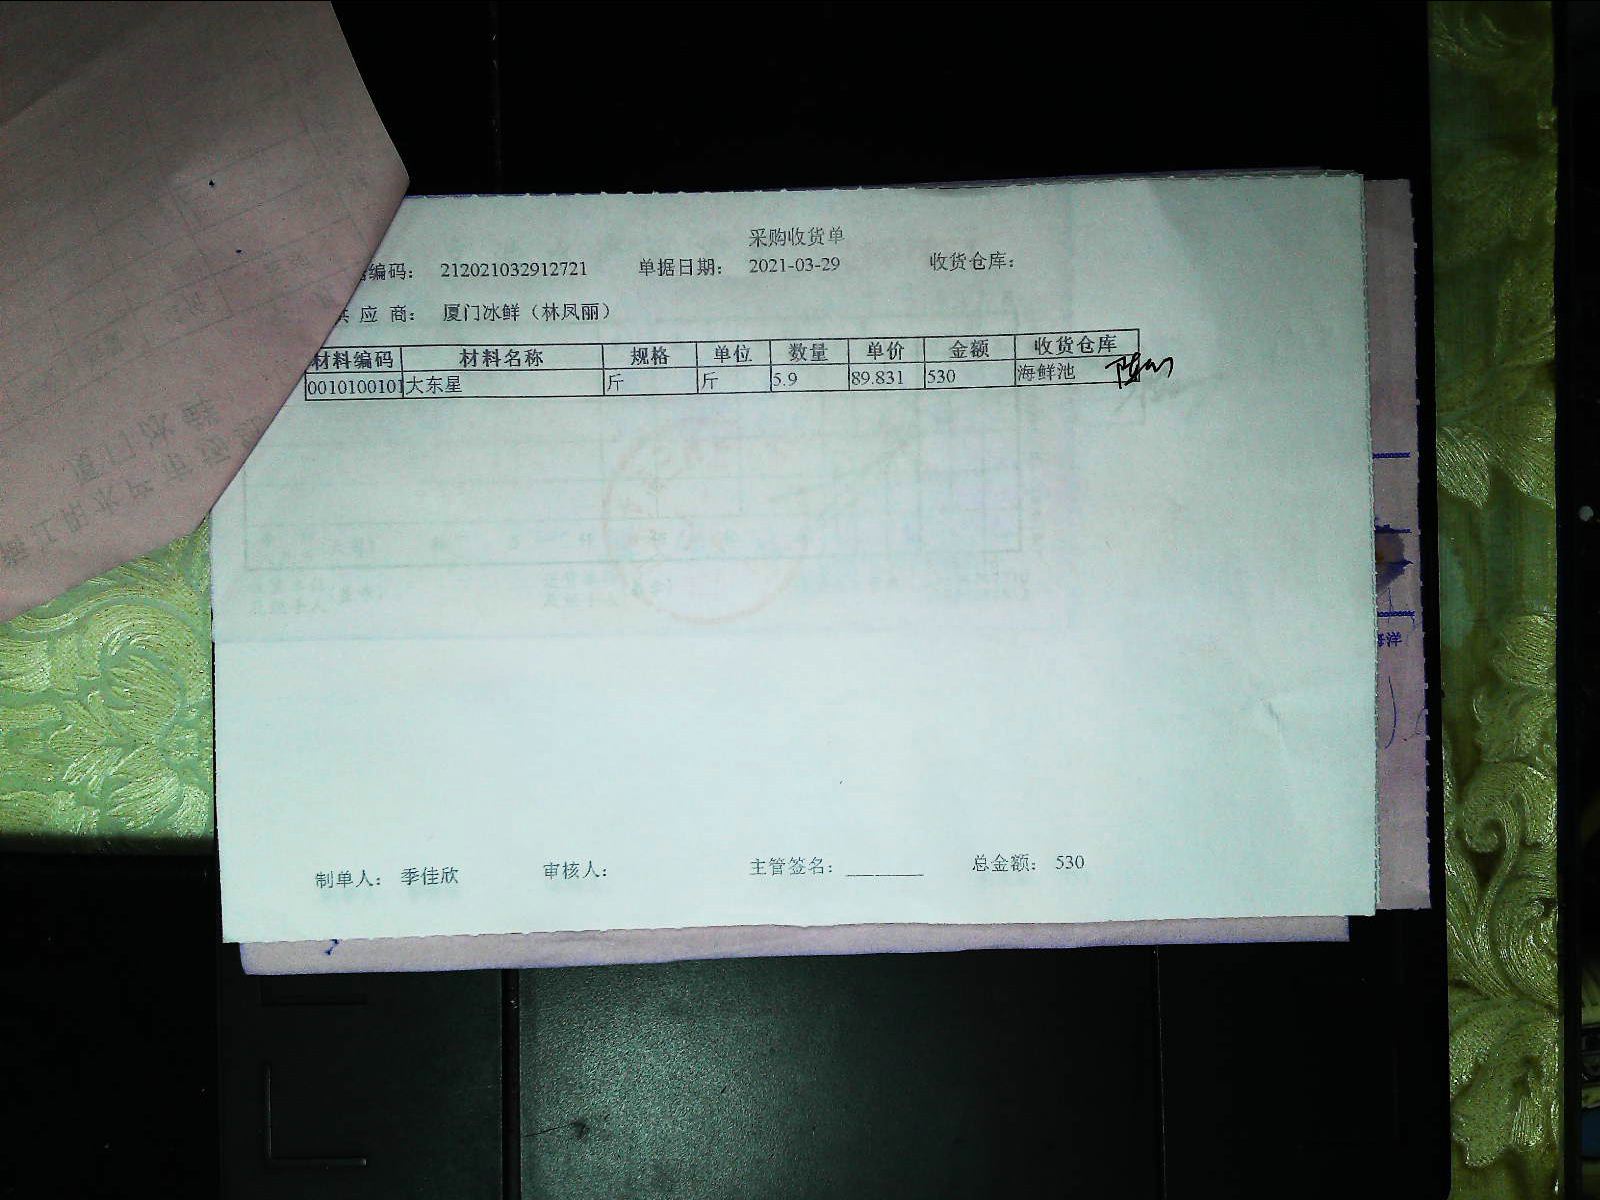 采购收货单
编码： 212021032912721 单据日期： 2021-03-29 收货仓库：
供 应 商： 厦门冰鲜（林凤丽）
材料编码 材料名称 规格 单位 数量 单价 金额 收货仓库
0010100101 大东星 斤 斤 5.9 89.831 530 海鲜池
制单人： 季佳欣 审核人： 主管签名： 总金额： 530
海洋